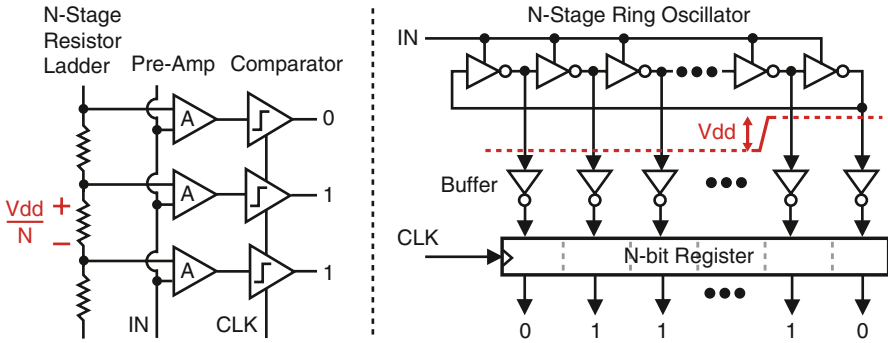 N-Stage
Resistor
Ladder
Pre-Amp
Comparator
A
0
A
1
A
1
Vdd
N
+
−
IN
CLK
N-Stage Ring Oscillator
IN
Vdd
Buffer
CLK
N-bit Register
0 1 1 1 0